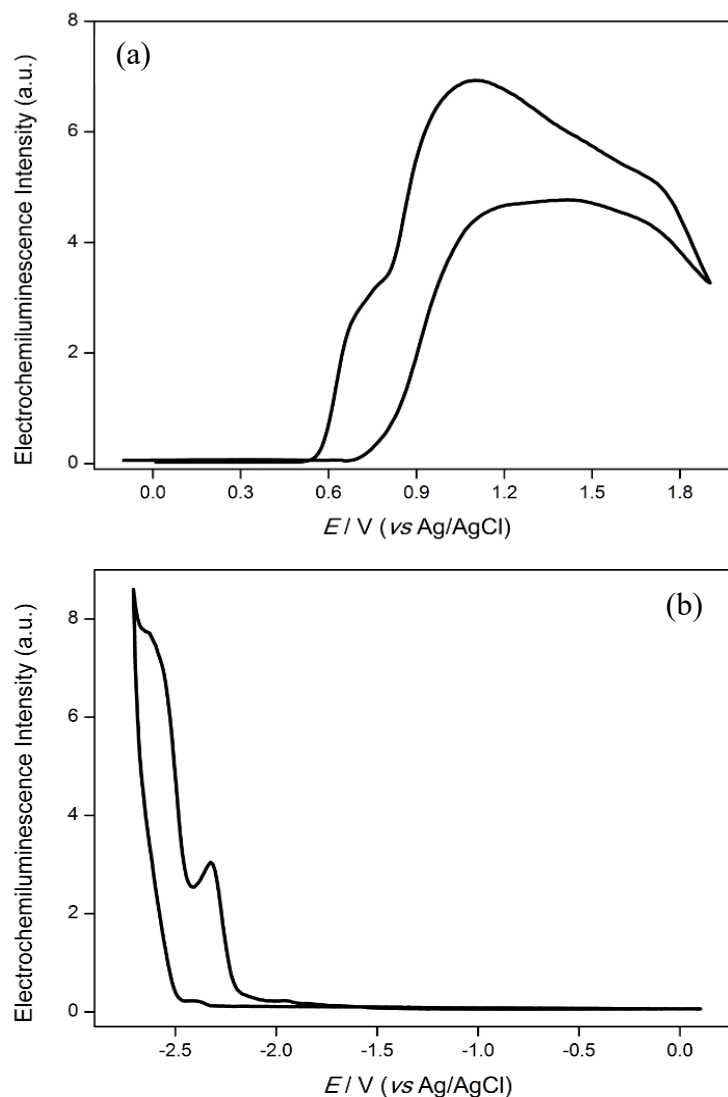 (a)
Electrochemiluminescence Intensity (a.u.)
8
6
4
2
0
0.0 0.3 0.6 0.9 1.2 1.5 1.8
E / V (vs Ag/AgCl)
(b)
Electrochemiluminescence Intensity (a.u.)
8
6
4
2
0
-2.5 -2.0 -1.5 -1.0 -0.5 0.0
E / V (vs Ag/AgCl)